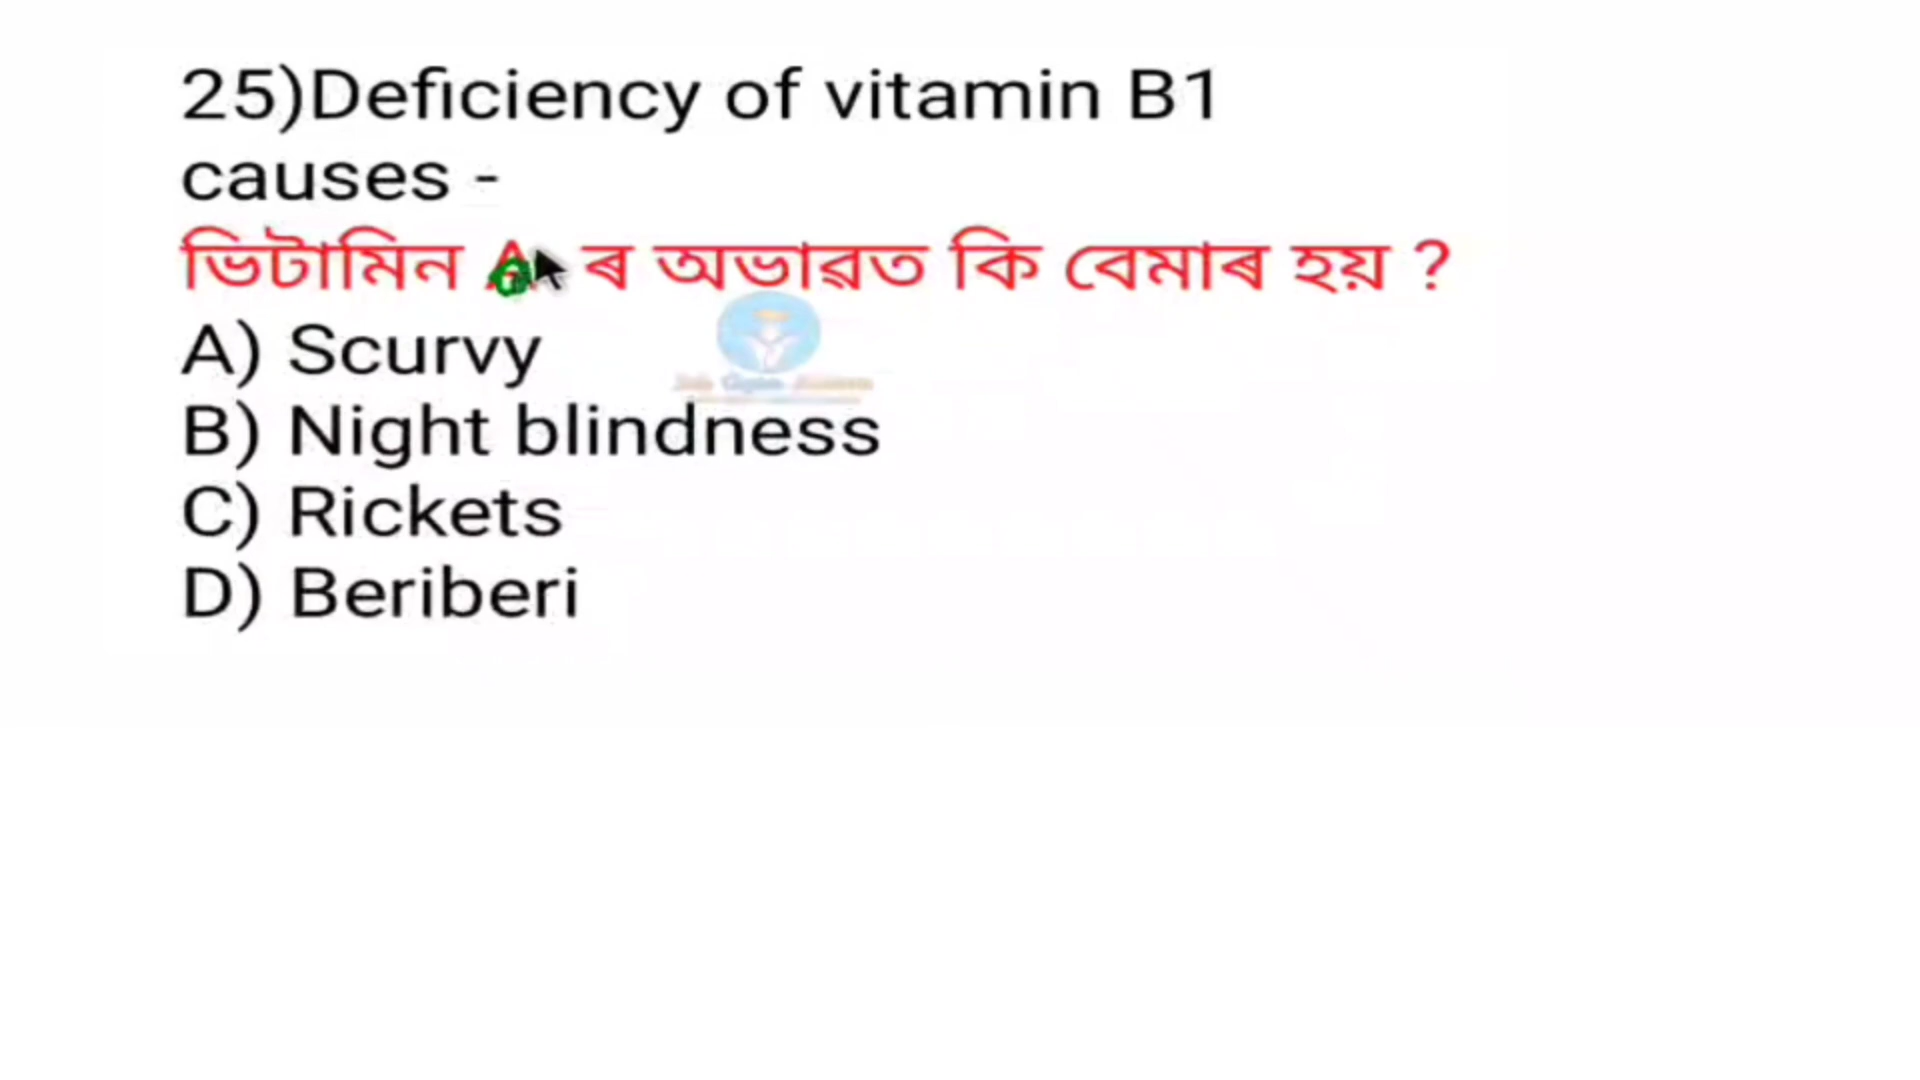 25)Deficiency of vitamin B1
causes -
ভিটামিন A ৰ অভাৱত কি বেমাৰ হয় ?
A) Scurvy
B) Night blindness
C) Rickets
D) Beriberi